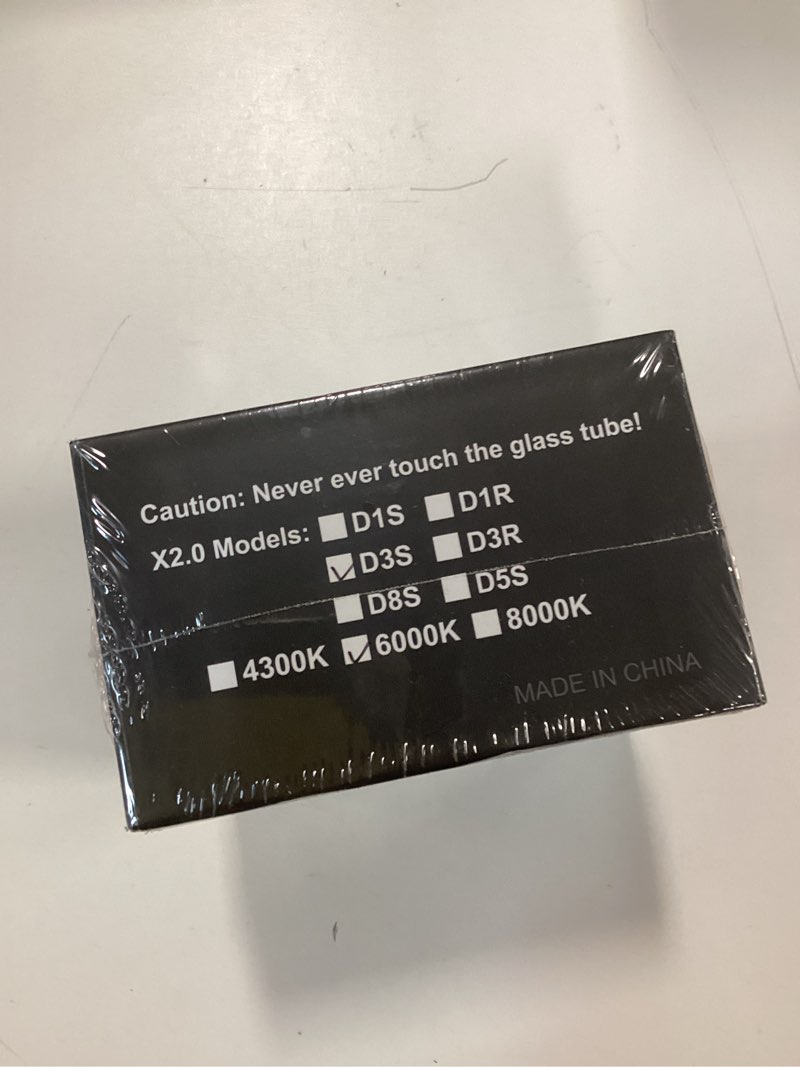 Caution: Never ever touch the glass tube!
X2.0 Models: ☐ D1S ☐ D1R
☑ D3S ☐ D3R
☐ D8S ☐ D5S
☐ 4300K ☑ 6000K ☐ 8000K
MADE IN CHINA